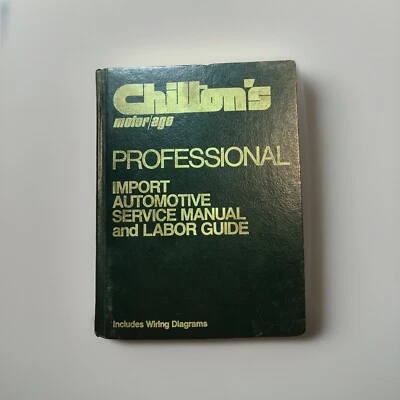 Chilton's
motor/age
PROFESSIONAL
IMPORT
AUTOMOTIVE
SERVICE MANUAL
and LABOR GUIDE
Includes Wiring Diagrams